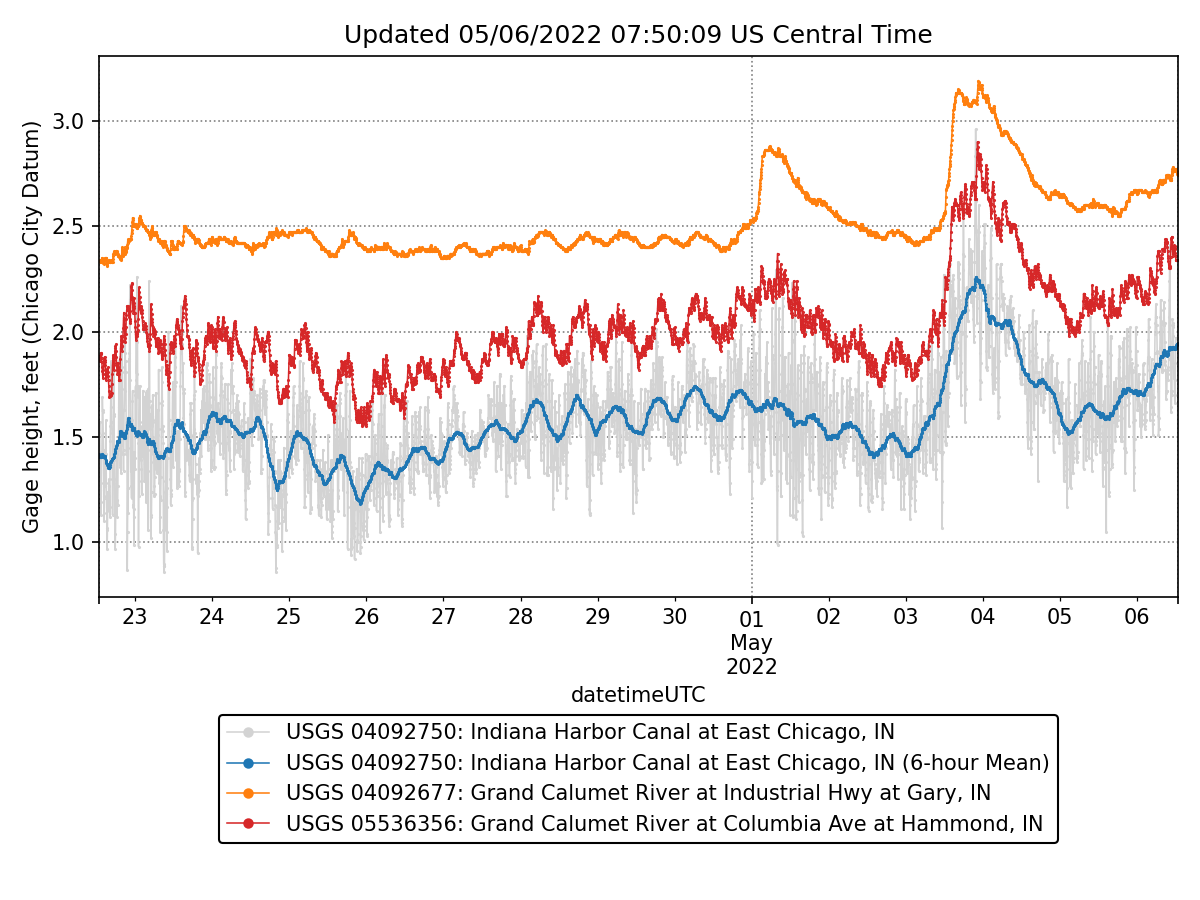 Updated 05/06/2022 07:50:09 US Central Time
Gage height, feet (Chicago City Datum)
3.0
2.5
2.0
1.5
1.0
23 24 25 26 27 28 29 30 01 02 03 04 05 06
May
2022
datetimeUTC
USGS 04092750: Indiana Harbor Canal at East Chicago, IN
USGS 04092750: Indiana Harbor Canal at East Chicago, IN (6-hour Mean)
USGS 04092677: Grand Calumet River at Industrial Hwy at Gary, IN
USGS 05536356: Grand Calumet River at Columbia Ave at Hammond, IN